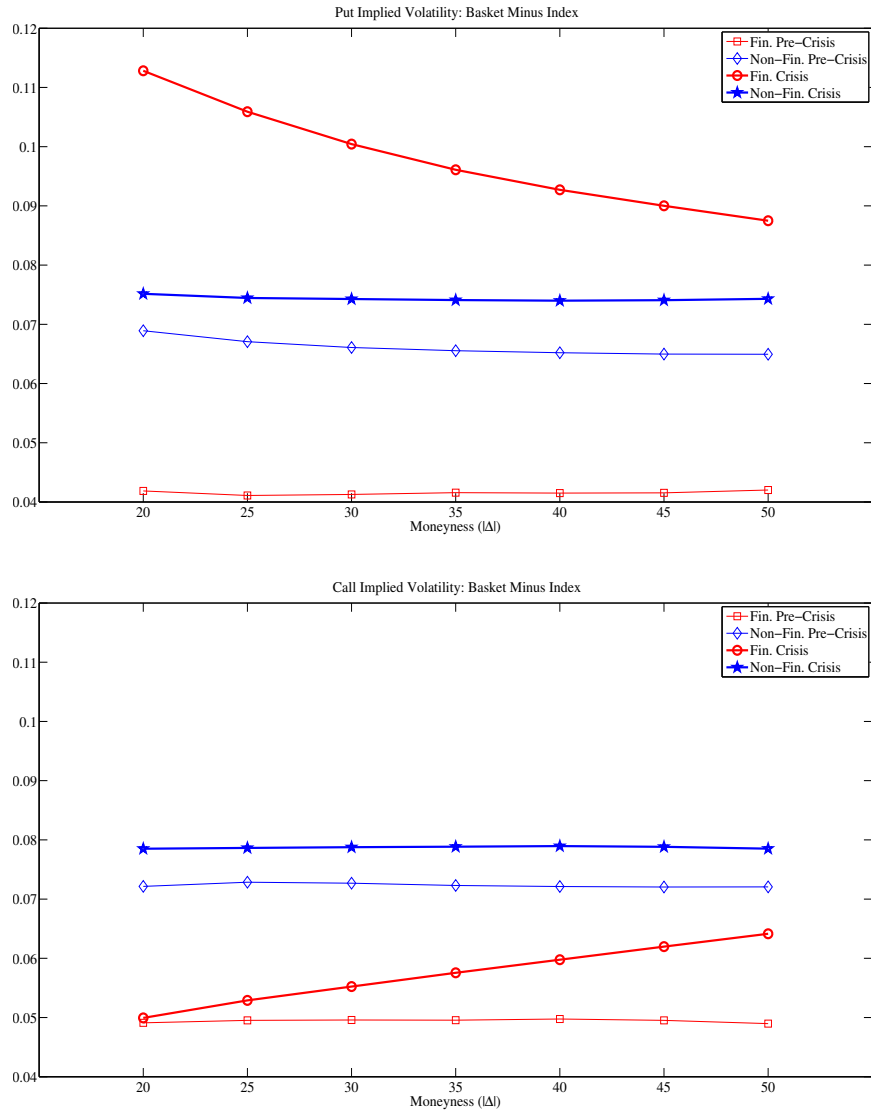 Put Implied Volatility: Basket Minus Index
0.12
0.11
0.1
0.09
0.08
0.07
0.06
0.05
0.04
Fin. Pre−Crisis
Non−Fin. Pre−Crisis
Fin. Crisis
Non−Fin. Crisis
20 25 30 35 40 45 50
Moneyness (|Δ|)
Call Implied Volatility: Basket Minus Index
0.12
0.11
0.1
0.09
0.08
0.07
0.06
0.05
0.04
Fin. Pre−Crisis
Non−Fin. Pre−Crisis
Fin. Crisis
Non−Fin. Crisis
20 25 30 35 40 45 50
Moneyness (|Δ|)